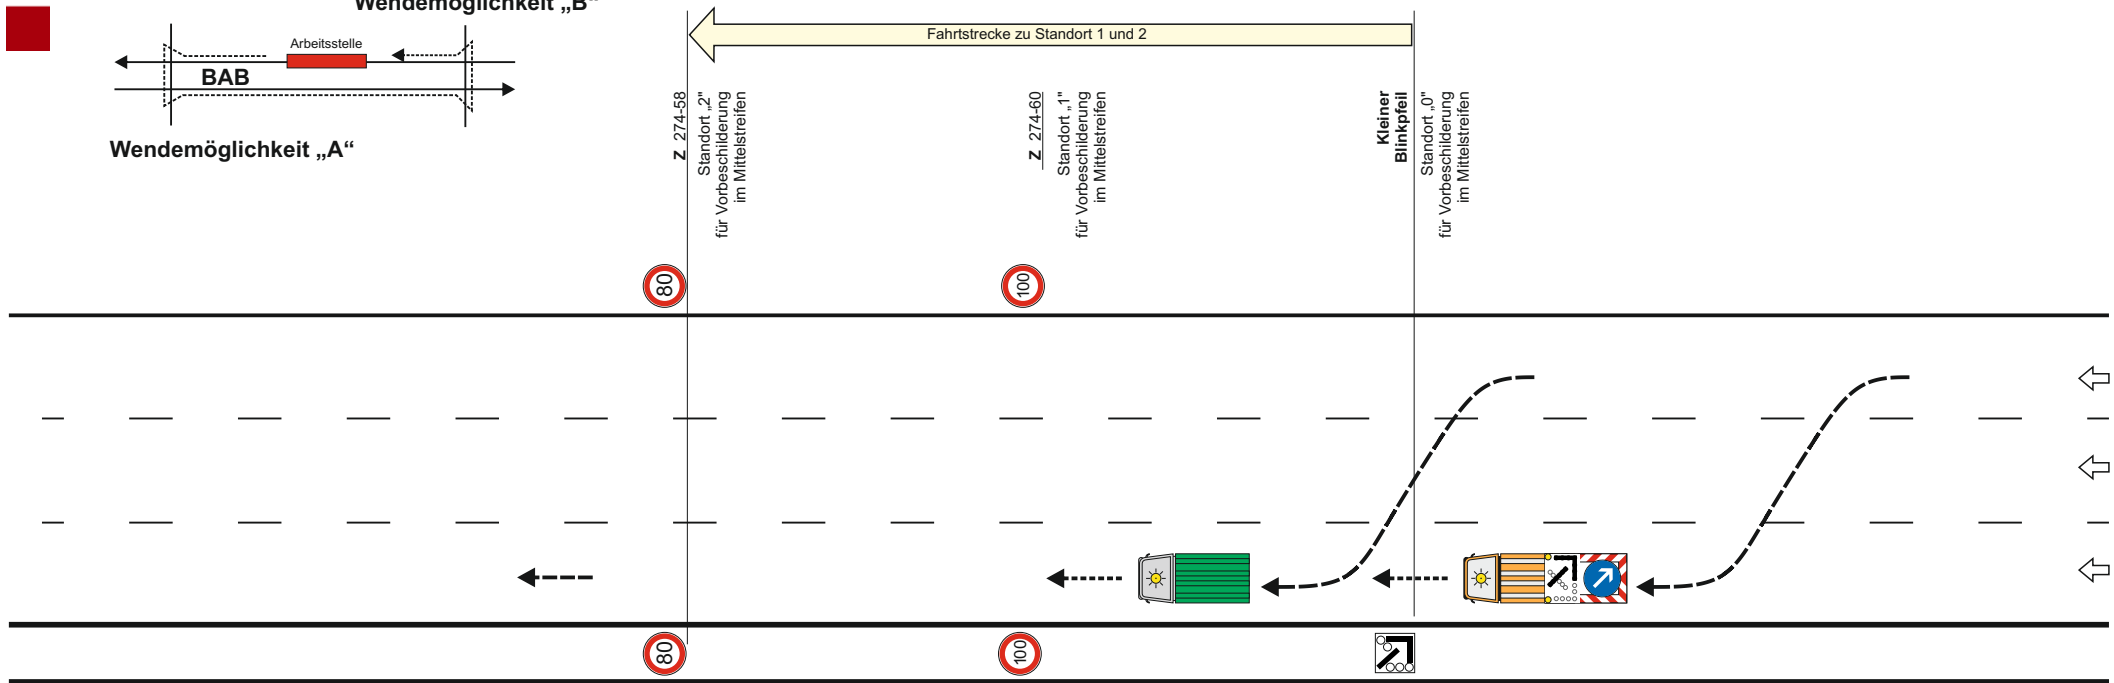 Wendemöglichkeit „B“
Arbeitsstelle
BAB
Wendemöglichkeit „A“
Fahrtstrecke zu Standort 1 und 2
Z 274-58
Standort „2"
für Vorbeschilderung
im Mittelstreifen
Z 274-60
Standort „1"
für Vorbeschilderung
im Mittelstreifen
Kleiner
Blinkpfeil
Standort „0"
für Vorbeschilderung
im Mittelstreifen
80
100
80
100